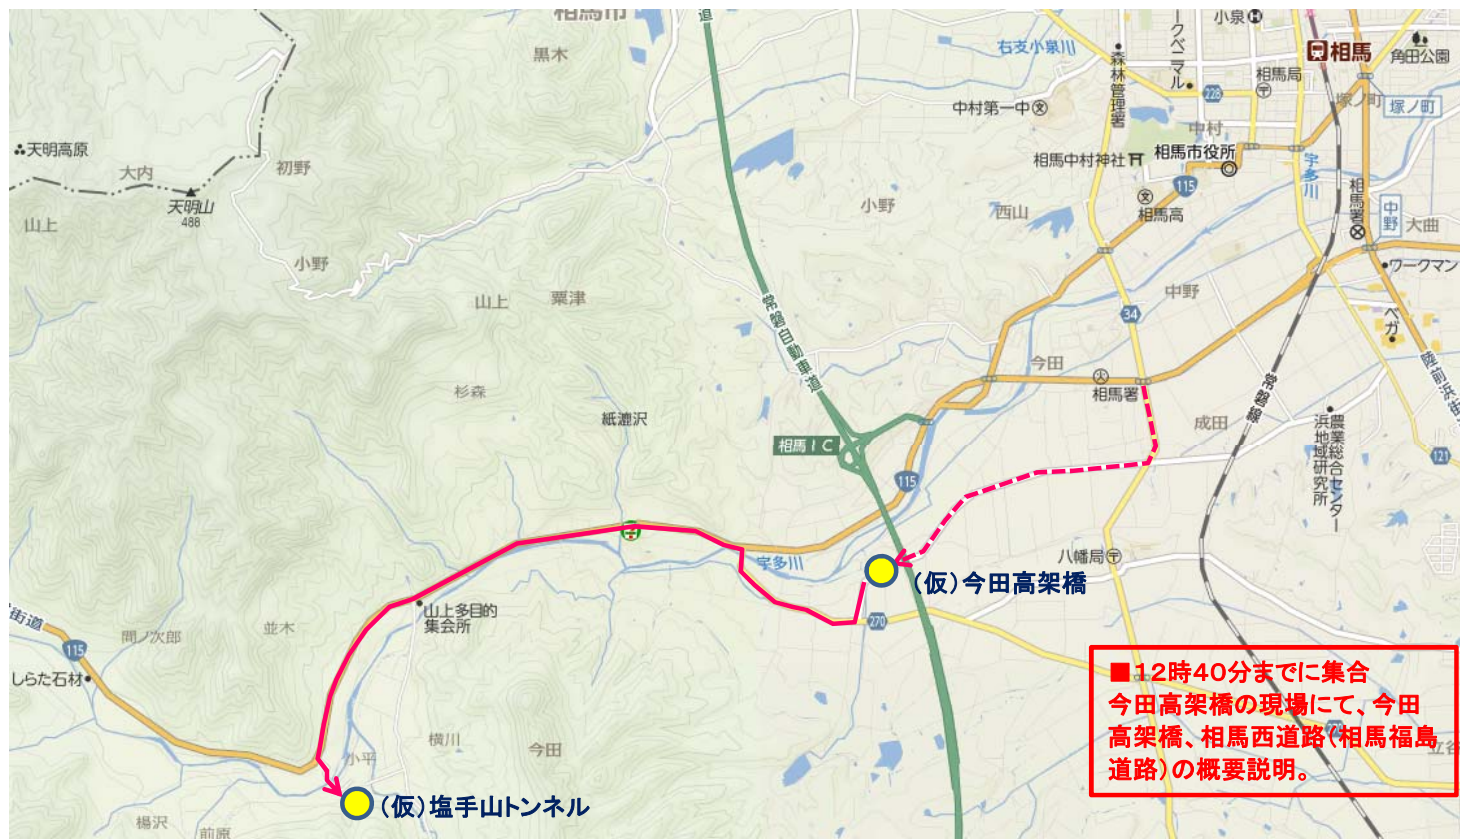 相馬市
道
小泉
右支小泉川
ークベニマル
森林管理署
相馬
角田公園
黒木
相馬局
228
塚ノ町
塚ノ町
中村第一中
中村
天明高原
大内
初野
相馬中村神社
相馬市役所
宇多川
115
天明山
488
小野
西山
相馬高
相馬署
中野
大曲
山上
小野
ワークマン
山上
粟津
中野
常磐自動車道
34
ベガ
今田
陸前浜街
杉森
相馬署
常磐線
紙漉沢
成田
農業総合センター
浜地域研究所
相馬IC
121
115
宇多川
八幡局
(仮)今田高架橋
山上多目的
集会所
270
街道
間ノ次郎
並木
115
しらた石材
■12時40分までに集合
今田高架橋の現場にて、今田
高架橋、相馬西道路(相馬福島
道路)の概要説明。
立谷
横川
今田
小平
(仮)塩手山トンネル
楊沢
前原